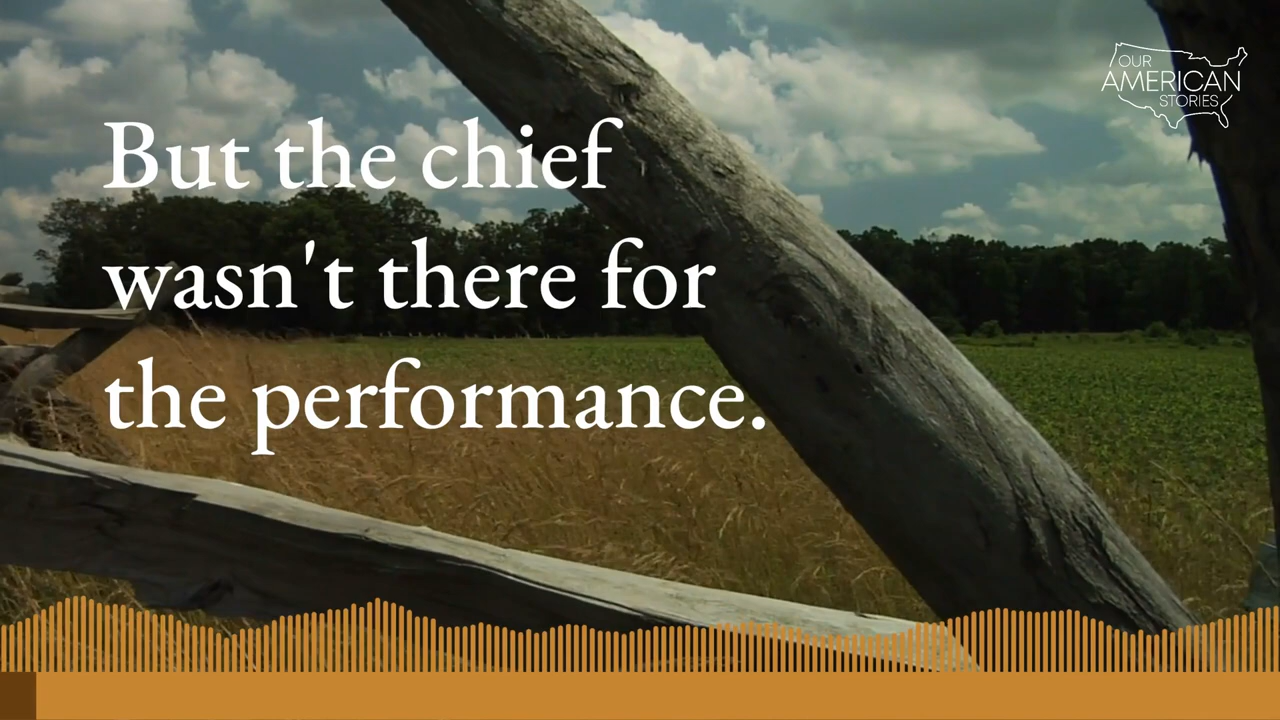 But the chief
wasn't there for
the performance.
OUR
AMERICAN
STORIES